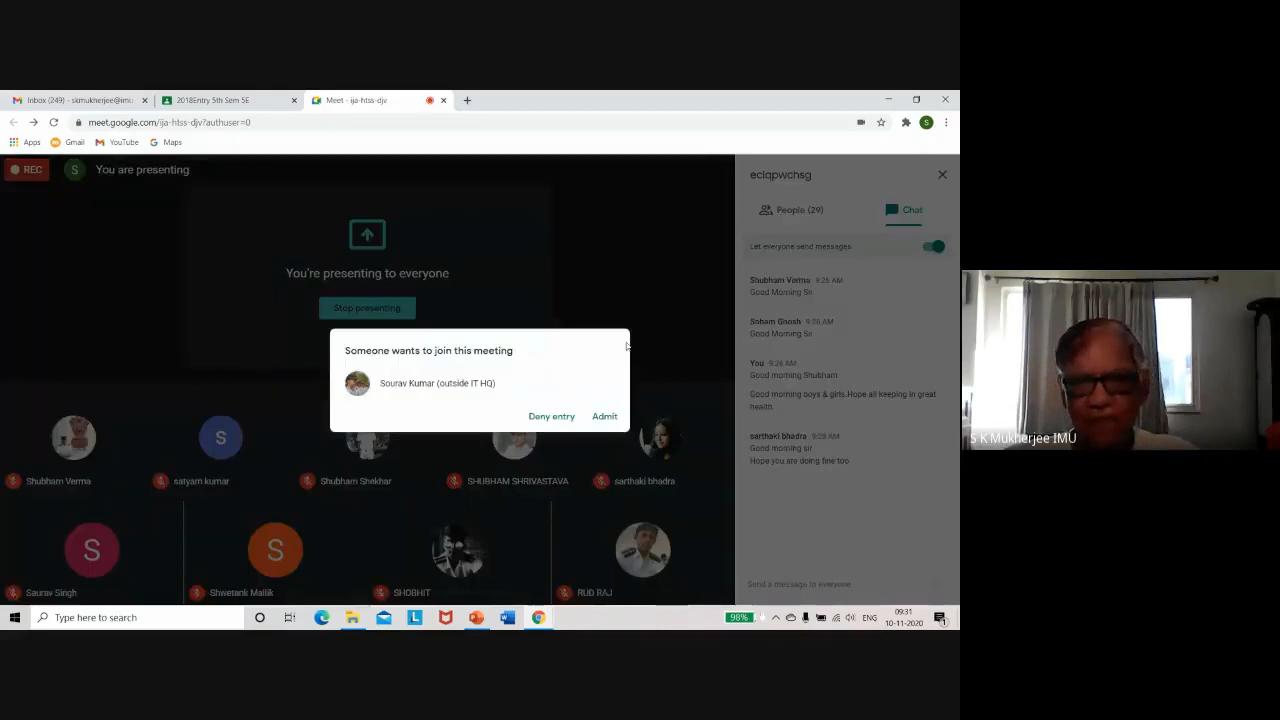 Inbox (249) - skmukherjee@imu
2018Entry 5th Sem 5E
Meet - ija-htss-djv
meet.google.com/ija-htss-djv?authuser=0
Apps
Gmail
YouTube
Maps
REC
S
You are presenting
You're presenting to everyone
Stop presenting
Someone wants to join this meeting
Sourav Kumar (outside IT HQ)
Deny entry
Admit
S
Shubham Verma
satyam kumar
Shubham Shekhar
SHUBHAM SHRIVASTAVA
sarthaki bhadra
S
S
Saurav Singh
Shwetank Mallik
SHOBHIT
RUD RAJ
eclqpwchsg
People (29)
Chat
Let everyone send messages
Shubham Verma 9:25 AM
Good Morning Sir
Soham Ghosh 9:26 AM
Good Morning Sir
You 9:26 AM
Good morning Shubham
Good morning boys & girls.Hope all keeping in great
health.
sarthaki bhadra 9:28 AM
Good morning sir
Hope you are doing fine too
Send a message to everyone
S K Mukherjee IMU
Type here to search
98%
ENG
09:31
10-11-2020